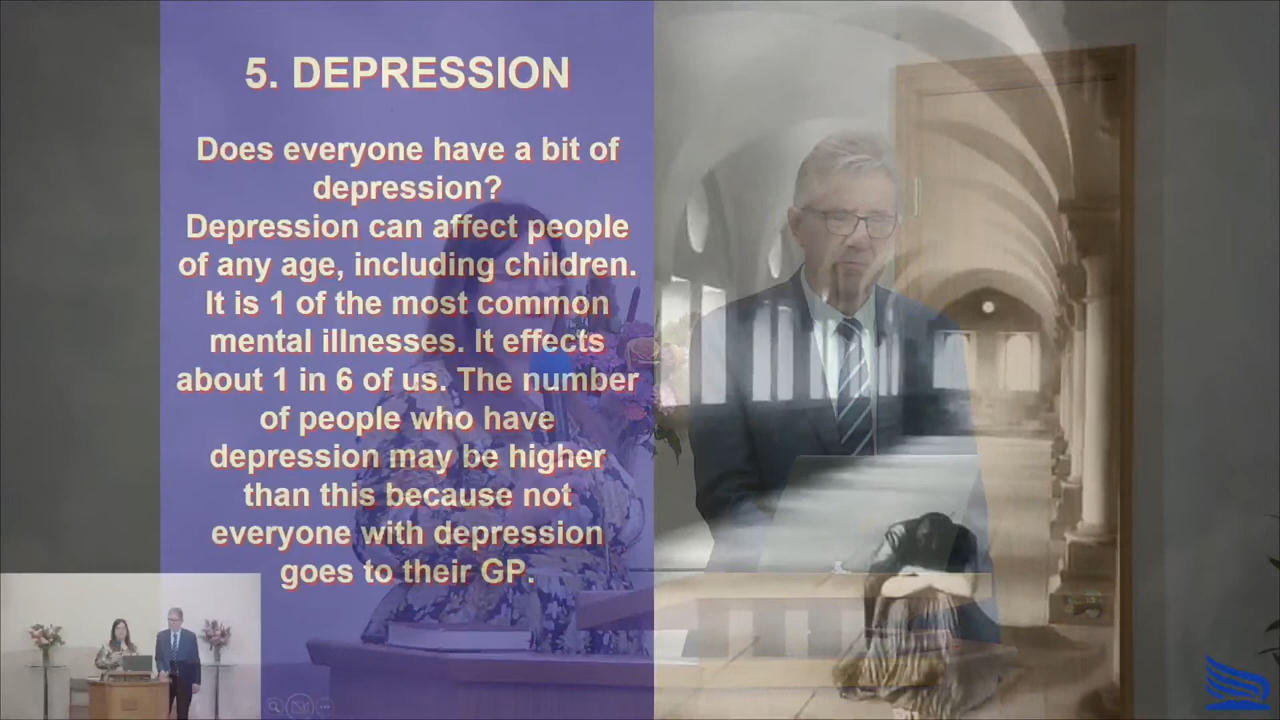 5. DEPRESSION
Does everyone have a bit of
depression?
Depression can affect people
of any age, including children.
It is 1 of the most common
mental illnesses. It effects
about 1 in 6 of us. The number
of people who have
depression may be higher
than this because not
everyone with depression
goes to their GP.